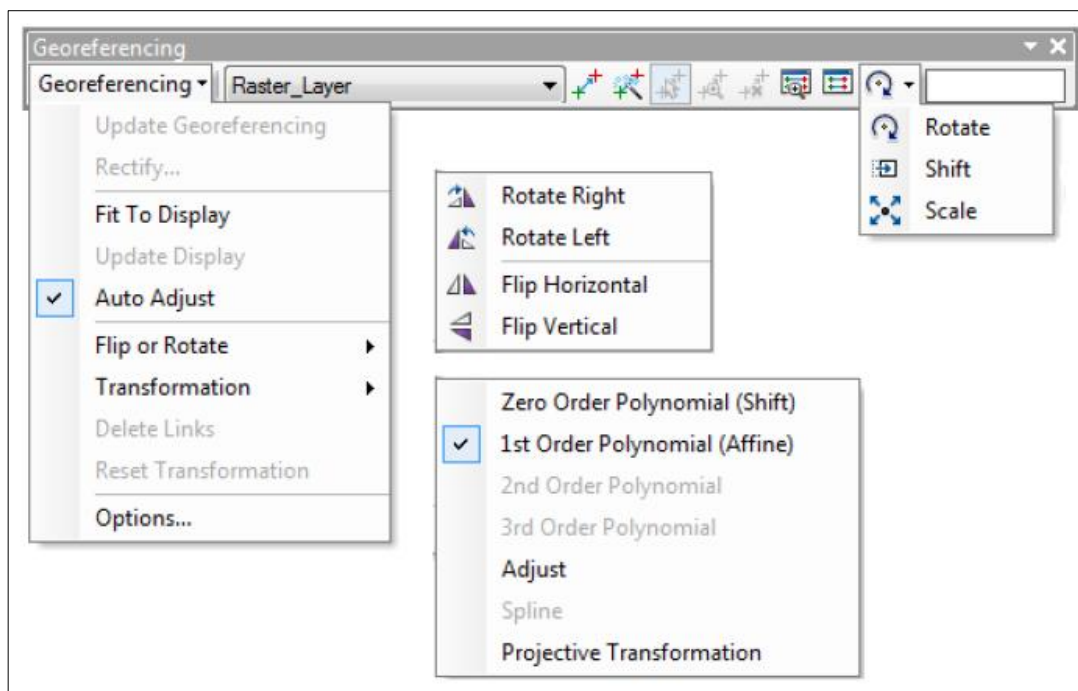 Georeferencing
Georeferencing Raster_Layer
Update Georeferencing
Rectify...
Fit To Display
Update Display
Auto Adjust
Flip or Rotate
Transformation
Delete Links
Reset Transformation
Options...
Rotate Right
Rotate Left
Flip Horizontal
Flip Vertical
Zero Order Polynomial (Shift)
1st Order Polynomial (Affine)
2nd Order Polynomial
3rd Order Polynomial
Adjust
Spline
Projective Transformation
Rotate
Shift
Scale